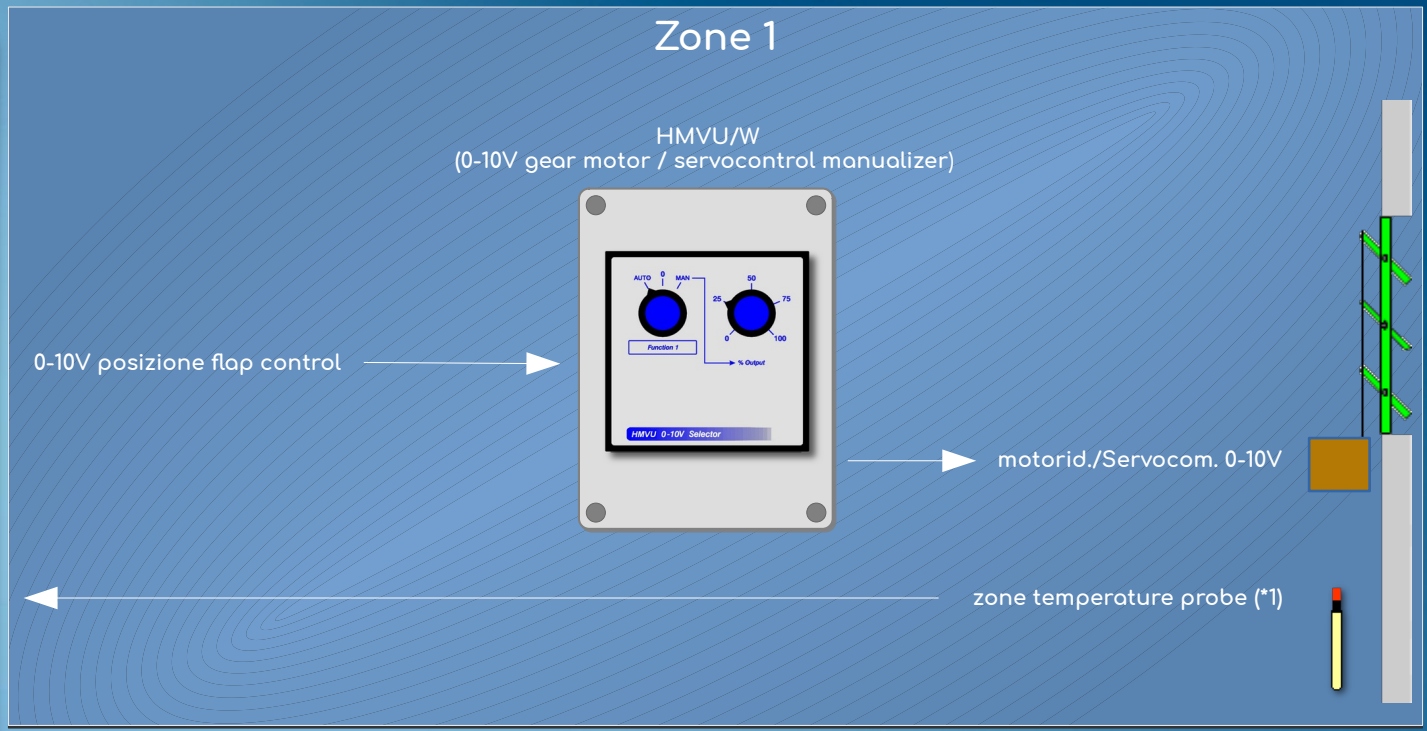 Zone 1
HMVU/W
(0-10V gear motor / servocontrol manualizer)
AUTO 0 MAN
0 25 50 75 100
Function 1
% Output
HMVU 0-10V Selector
0-10V posizione flap control
motorid./Servocom. 0-10V
zone temperature probe (*1)